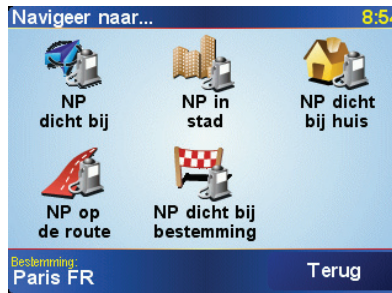 Navigeer naar...
8:54
NP
dicht bij
NP in
stad
NP dicht
bij huis
NP op
de route
NP dicht bij
bestemming
Bestemming:
Paris FR
Terug